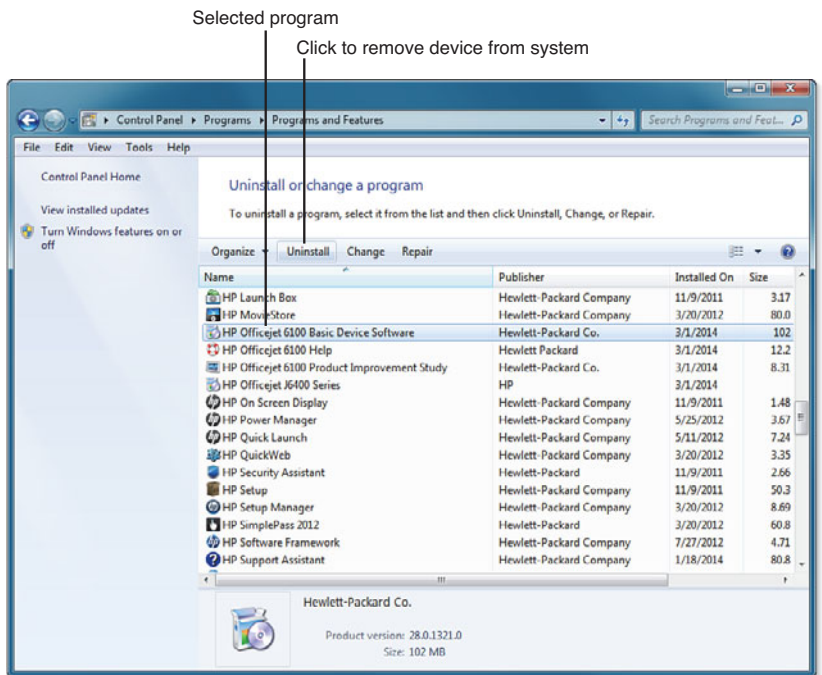 Selected program
Click to remove device from system
Control Panel Programs Programs and Features
Search Programs and Feat...
File Edit View Tools Help
Control Panel Home
View installed updates
Turn Windows features on or off
Uninstall or change a program
To uninstall a program, select it from the list and then click Uninstall, Change, or Repair.
Organize Uninstall Change Repair
Name Publisher Installed On Size
HP Launch Box Hewlett-Packard Company 11/9/2011 3.17
HP MovieStore Hewlett-Packard Company 3/20/2012 80.0
HP Officejet 6100 Basic Device Software Hewlett-Packard Co. 3/1/2014 102
HP Officejet 6100 Help Hewlett Packard 3/1/2014 12.2
HP Officejet 6100 Product Improvement Study Hewlett-Packard Co. 3/1/2014 8.31
HP Officejet J6400 Series HP 3/1/2014
HP On Screen Display Hewlett-Packard Company 11/9/2011 1.48
HP Power Manager Hewlett-Packard Company 5/25/2012 3.67
HP Quick Launch Hewlett-Packard Company 5/11/2012 7.24
HP QuickWeb Hewlett-Packard Company 3/20/2012 3.35
HP Security Assistant Hewlett-Packard 11/9/2011 2.66
HP Setup Hewlett-Packard Company 11/9/2011 50.3
HP Setup Manager Hewlett-Packard Company 3/20/2012 8.69
HP SimplePass 2012 Hewlett-Packard 3/20/2012 60.8
HP Software Framework Hewlett-Packard Company 7/27/2012 4.71
HP Support Assistant Hewlett-Packard Company 1/18/2014 80.8
Hewlett-Packard Co.
Product version: 28.0.1321.0
Size: 102 MB